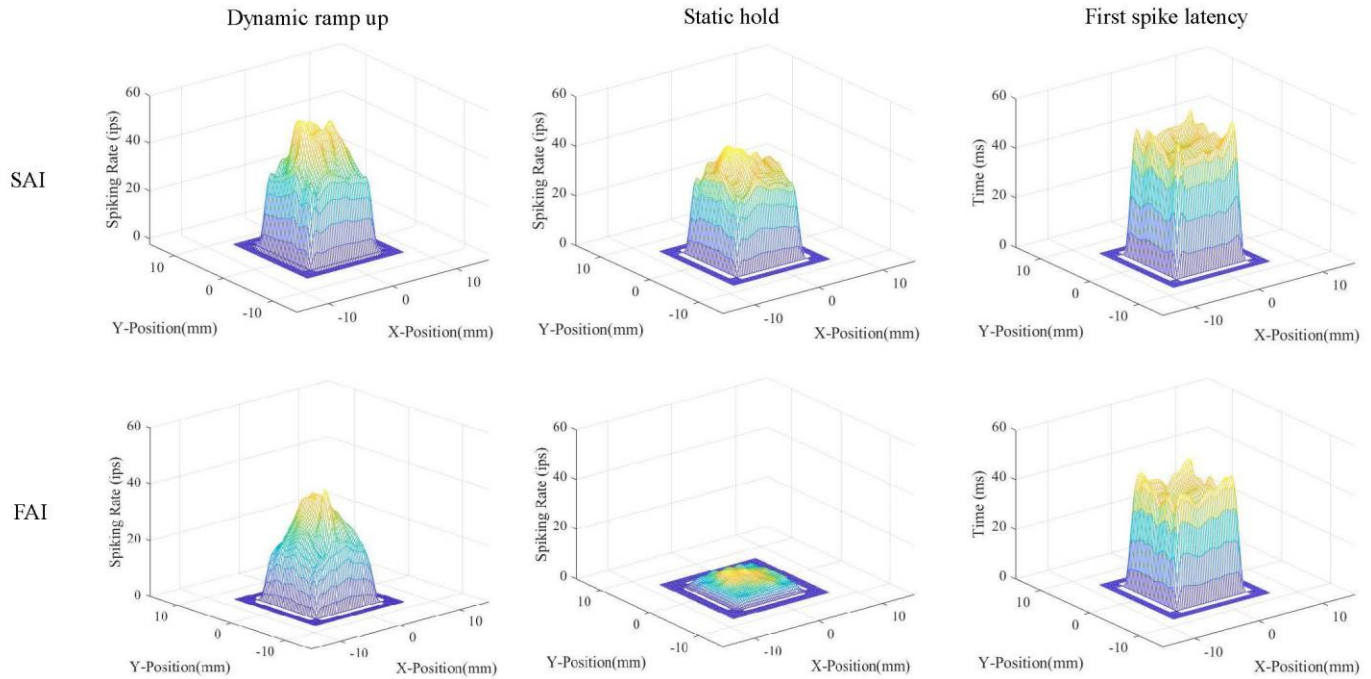 Dynamic ramp up
Static hold
First spike latency
SAI
60
40
20
0
Spiking Rate (ips)
10
0
-10
Y-Position(mm)
-10
0
10
X-Position(mm)
60
40
20
0
Spiking Rate (ips)
10
0
-10
Y-Position(mm)
-10
0
10
X-Position(mm)
60
40
20
0
Time (ms)
10
0
-10
Y-Position(mm)
-10
0
10
X-Position(mm)
FAI
60
40
20
0
Spiking Rate (ips)
10
0
-10
Y-Position(mm)
-10
0
10
X-Position(mm)
60
40
20
0
Spiking Rate (ips)
10
0
-10
Y-Position(mm)
-10
0
10
X-Position(mm)
60
40
20
0
Time (ms)
10
0
-10
Y-Position(mm)
-10
0
10
X-Position(mm)